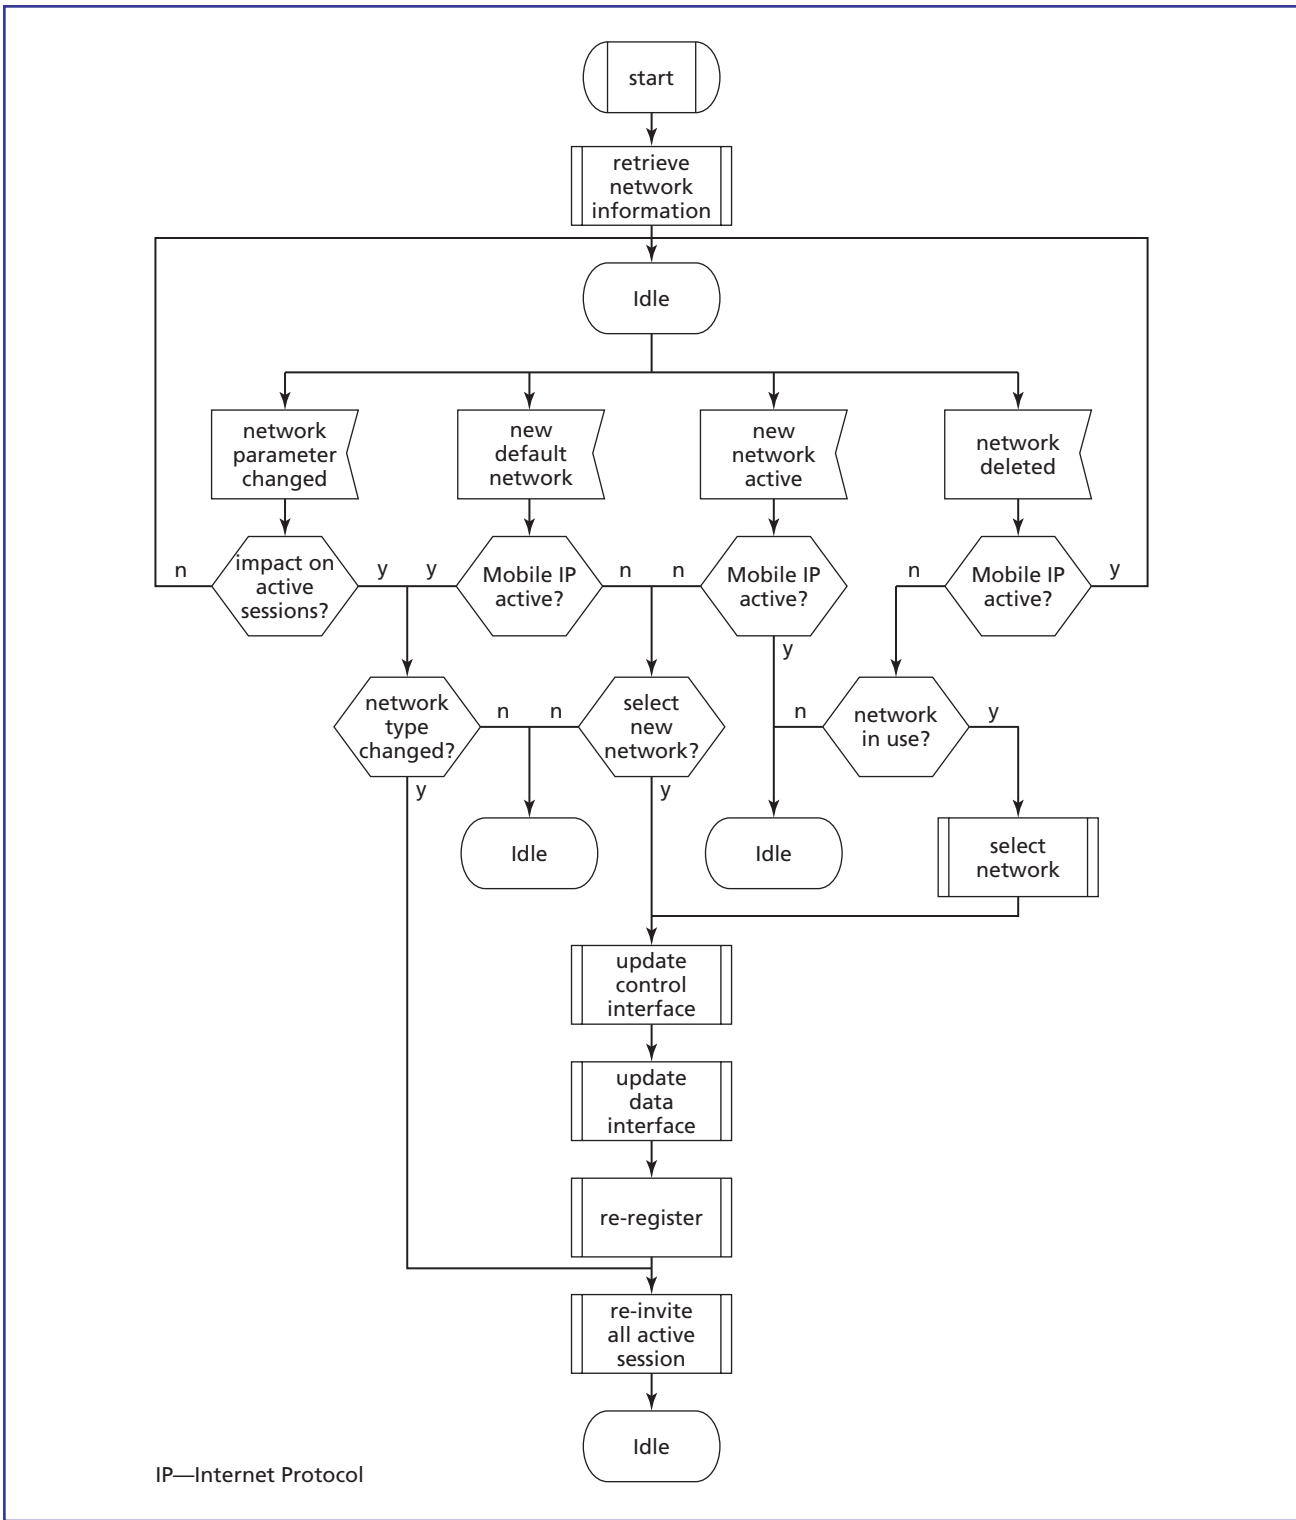 start
retrieve
network
information
Idle
network
parameter
changed
new
default
network
new
network
active
network
deleted
n
impact on
active
sessions?
y
y
Mobile IP
active?
n
n
Mobile IP
active?
y
n
Mobile IP
active?
y
network
type
changed?
n
y
n
select
new
network?
y
n
network
in use?
y
Idle
Idle
select
network
update
control
interface
update
data
interface
re-register
re-invite
all active
session
Idle
IP—Internet Protocol